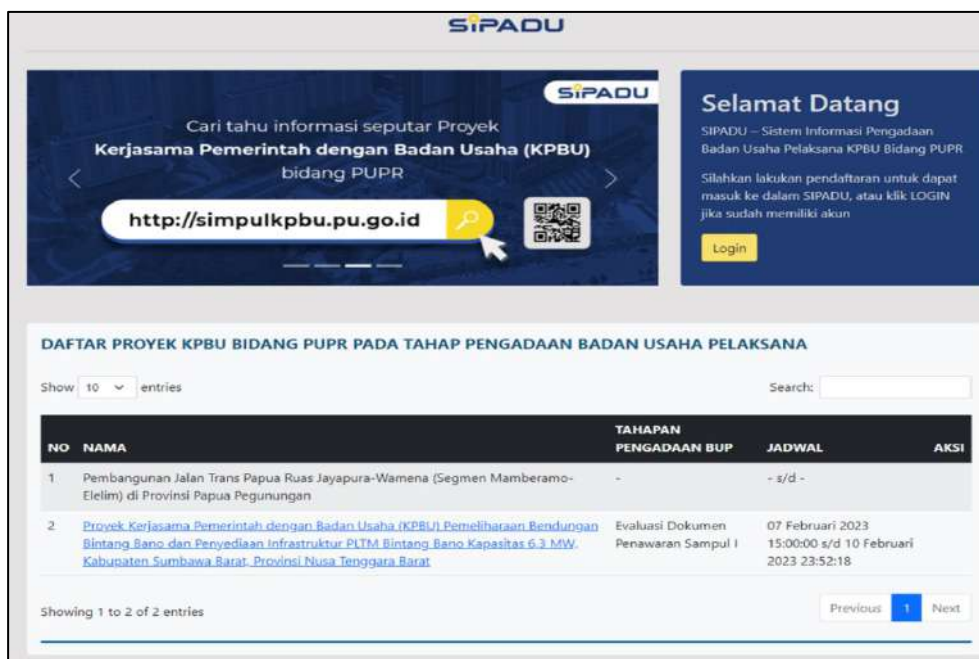 SiPADU
SiPADU
Cari tahu informasi seputar Proyek
Kerjasama Pemerintah dengan Badan Usaha (KPBU)
bidang PUPR
http://simpulkpbu.pu.go.id
Selamat Datang
SIPADU – Sistem Informasi Pengadaan
Badan Usaha Pelaksana KPBU Bidang PUPR
Silahkan lakukan pendaftaran untuk dapat
masuk ke dalam SIPADU, atau klik LOGIN
jika sudah memiliki akun
Login
DAFTAR PROYEK KPBU BIDANG PUPR PADA TAHAP PENGADAAN BADAN USAHA PELAKSANA
Show 10 entries
Search:
NO NAMA TAHAPAN PENGADAAN BUP JADWAL AKSI
1 Pembangunan Jalan Trans Papua Ruas Jayapura-Wamena (Segmen Mamberamo- - - s/d -
Elelim) di Provinsi Papua Pegunungan
2 Proyek Kerjasama Pemerintah dengan Badan Usaha (KPBU) Pemeliharaan Bendungan Evaluasi Dokumen 07 Februari 2023
Bintang Bano dan Penyediaan Infrastruktur PLTM Bintang Bano Kapasitas 6,3 MW, Penawaran Sampul I 15:00:00 s/d 10 Februari
Kabupaten Sumbawa Barat, Provinsi Nusa Tenggara Barat 2023 23:52:18
Showing 1 to 2 of 2 entries
Previous 1 Next